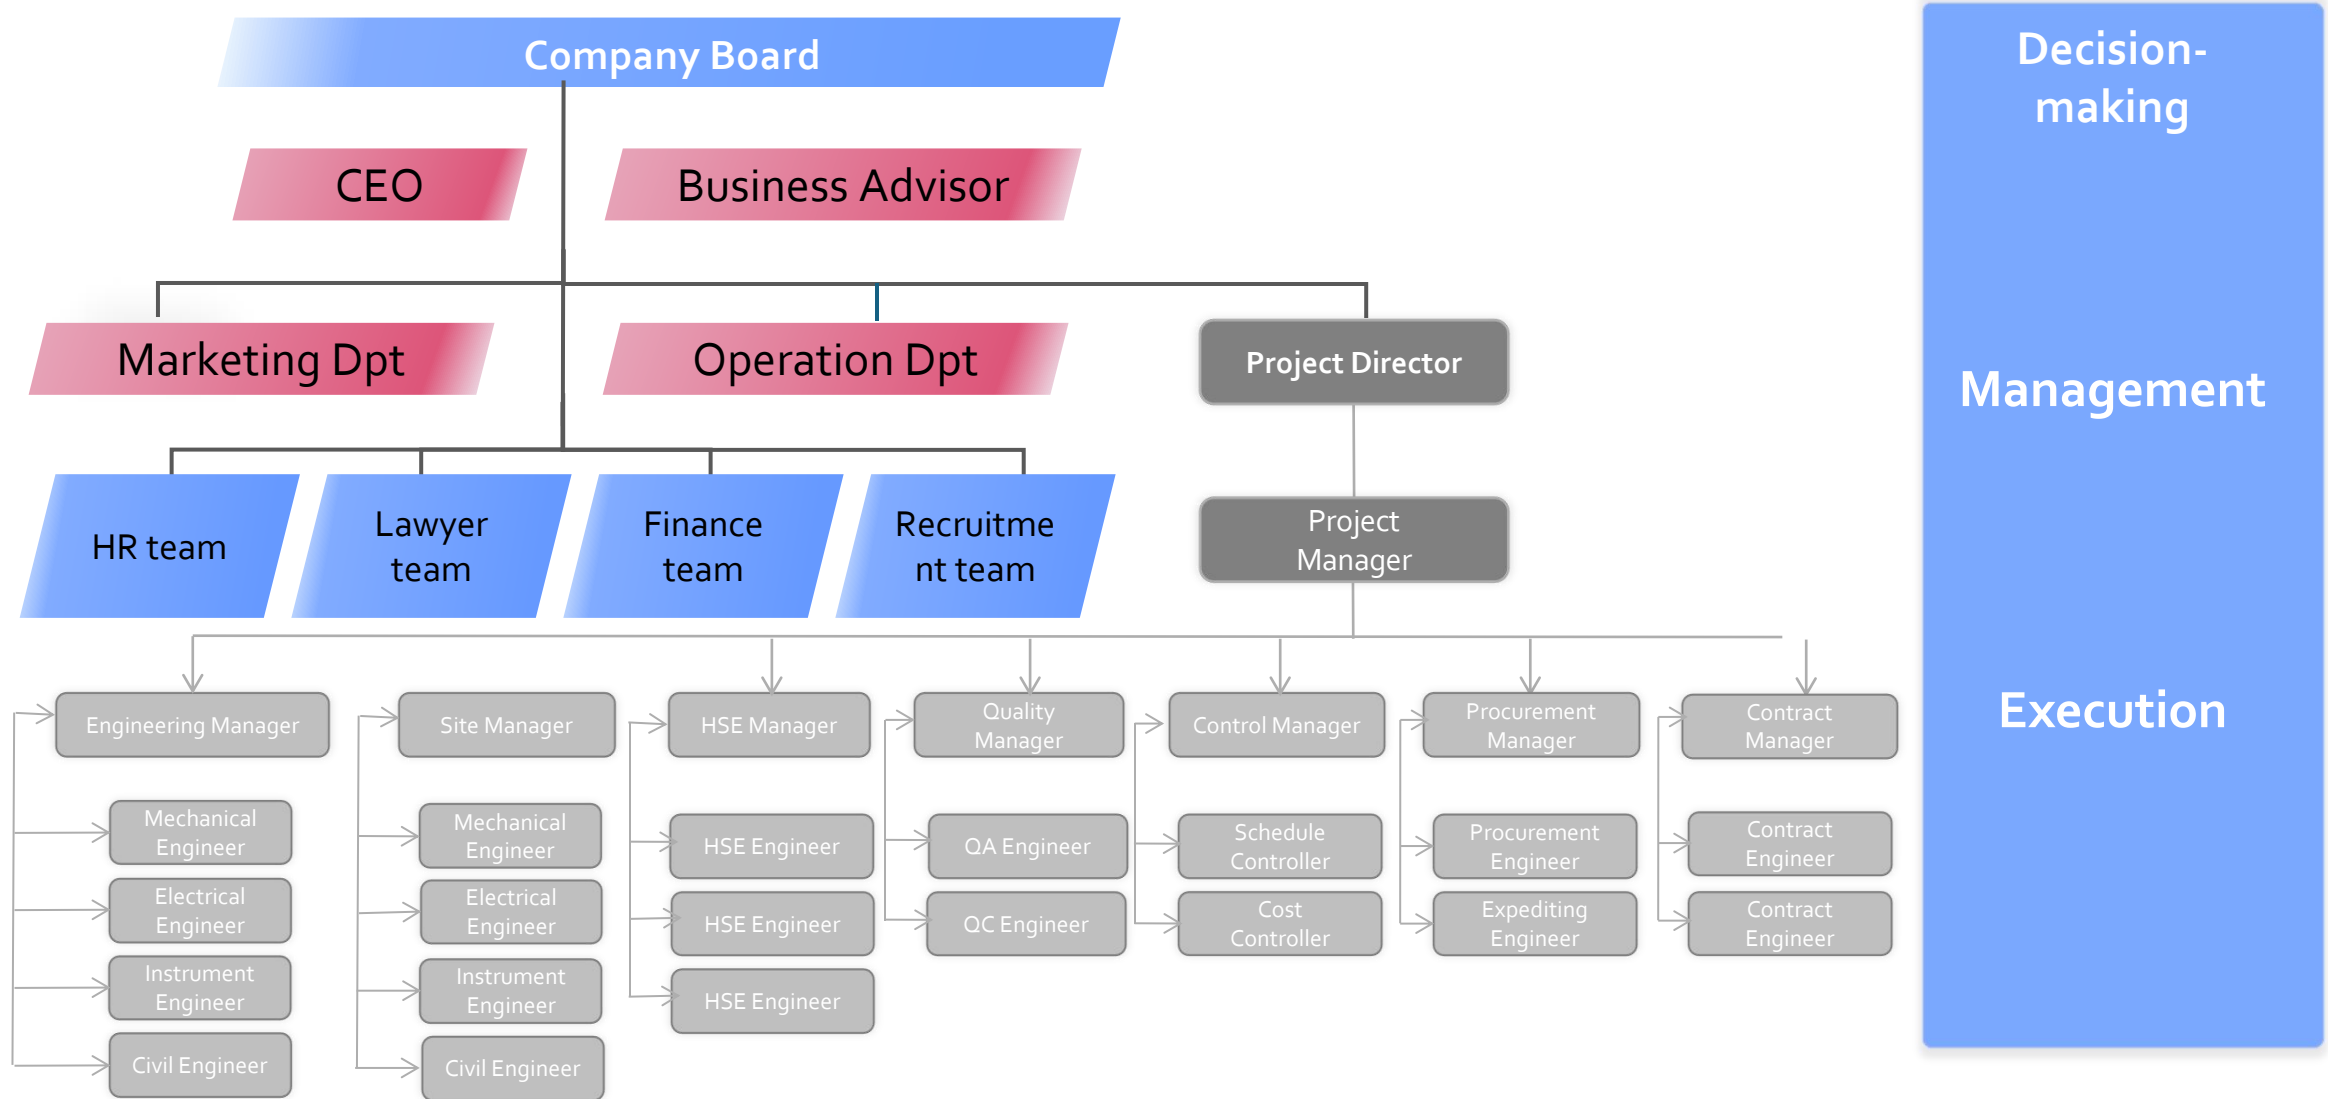 Company Board
Decision-
making
CEO
Business Advisor
Marketing Dpt
Operation Dpt
Project Director
Management
HR team
Lawyer
team
Finance
team
Recruitme
nt team
Project
Manager
Engineering Manager
Site Manager
HSE Manager
Quality
Manager
Control Manager
Procurement
Manager
Contract
Manager
Execution
Mechanical
Engineer
Mechanical
Engineer
HSE Engineer
QA Engineer
Schedule
Controller
Procurement
Engineer
Contract
Engineer
Electrical
Engineer
Electrical
Engineer
HSE Engineer
QC Engineer
Cost
Controller
Expediting
Engineer
Contract
Engineer
Instrument
Engineer
Instrument
Engineer
HSE Engineer
Civil Engineer
Civil Engineer